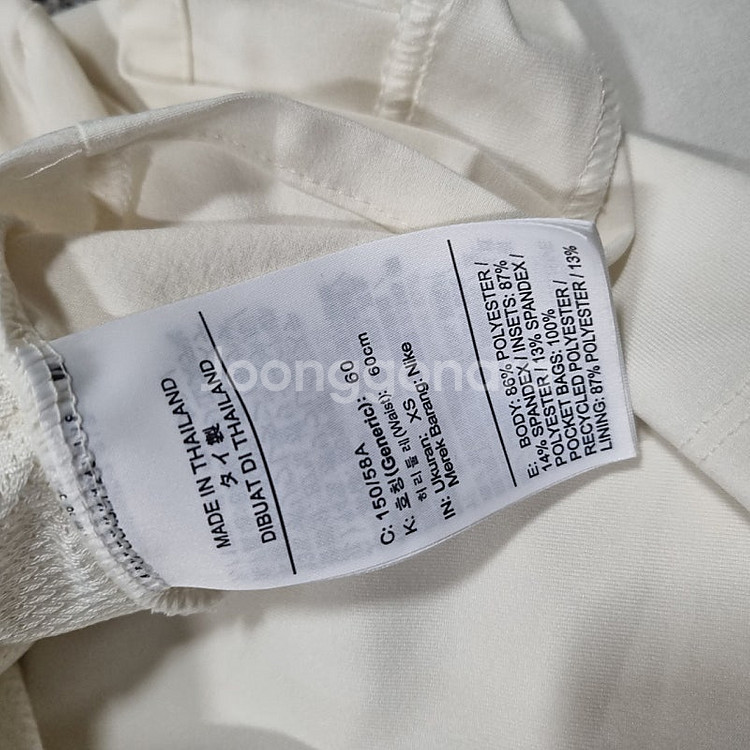 MADE IN THAILAND
タイ製
DIBUAT DI THAILAND
C: 150/58A
K: 호칭(Generic): 60
허리둘레(Waist): 60cm
IN: Ukuran: XS
Merek Barang: Nike
E: BODY: 86% POLYESTER /
14% SPANDEX / INSETS: 87%
POLYESTER / 13% SPANDEX /
POCKET BAGS: 100%
RECYCLED POLYESTER /
LINING: 87% POLYESTER / 13%
Joonggonara